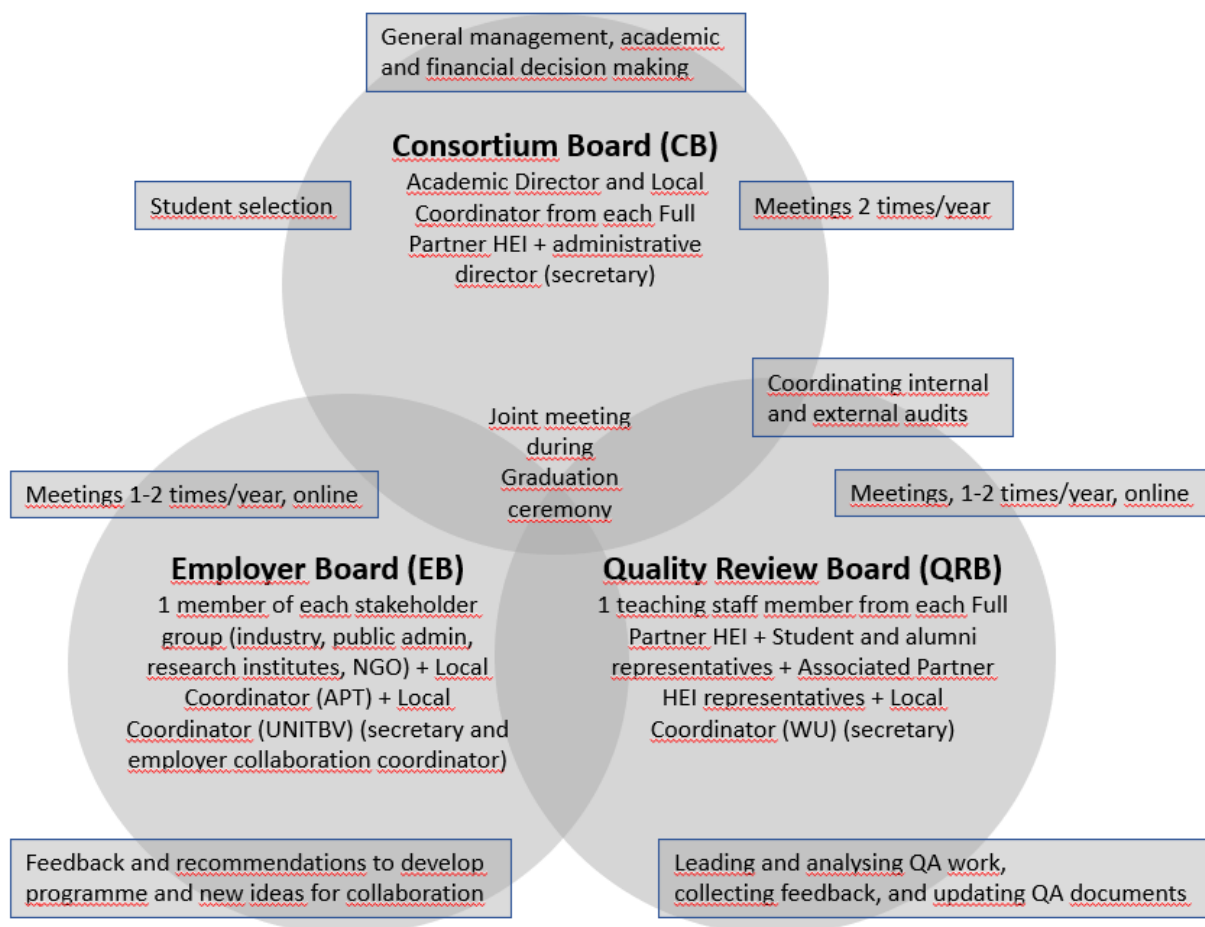 General management, academic
and financial decision making
Consortium Board (CB)
Academic Director and Local
Coordinator from each Full
Partner HEI + administrative
director (secretary)
Student selection
Meetings 2 times/year
Coordinating internal
and external audits
Joint meeting
during
Graduation
ceremony
Meetings 1-2 times/year, online
Meetings, 1-2 times/year, online
Employer Board (EB)
1 member of each stakeholder
group (industry, public admin,
research institutes, NGO) + Local
Coordinator (APT) + Local
Coordinator (UNITBV) (secretary and
employer collaboration coordinator)
Quality Review Board (QRB)
1 teaching staff member from each Full
Partner HEI + Student and alumni
representatives + Associated Partner
HEI representatives + Local
Coordinator (WU) (secretary)
Feedback and recommendations to develop
programme and new ideas for collaboration
Leading and analysing QA work,
collecting feedback, and updating QA documents